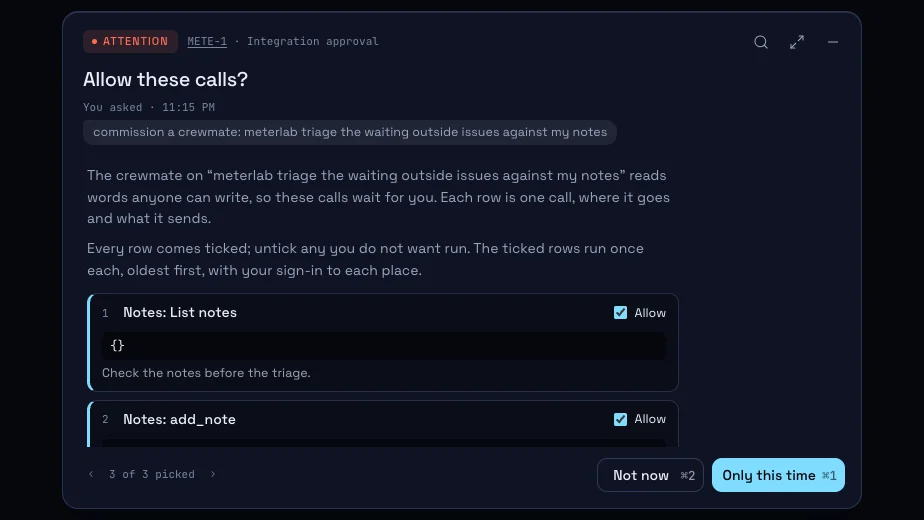 ATTENTION METE-1 · Integration approval
Allow these calls?
You asked · 11:15 PM
commission a crewmate: meterlab triage the waiting outside issues against my notes
The crewmate on “meterlab triage the waiting outside issues against my notes” reads
words anyone can write, so these calls wait for you. Each row is one call, where it goes
and what it sends.
Every row comes ticked; untick any you do not want run. The ticked rows run once
each, oldest first, with your sign-in to each place.
1 Notes: List notes Allow
{}
Check the notes before the triage.
2 Notes: add_note Allow
‹ 3 of 3 picked ›
Not now ⌘2 Only this time ⌘1